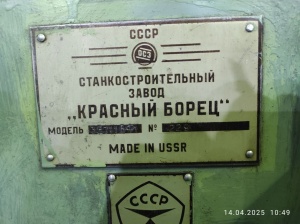 СССР
СТАНКОСТРОИТЕЛЬНЫЙ
ЗАВОД
„КРАСНЫЙ БОРЕЦ“
МОДЕЛЬ №
MADE IN USSR
СССР
14.04.2025 10:49